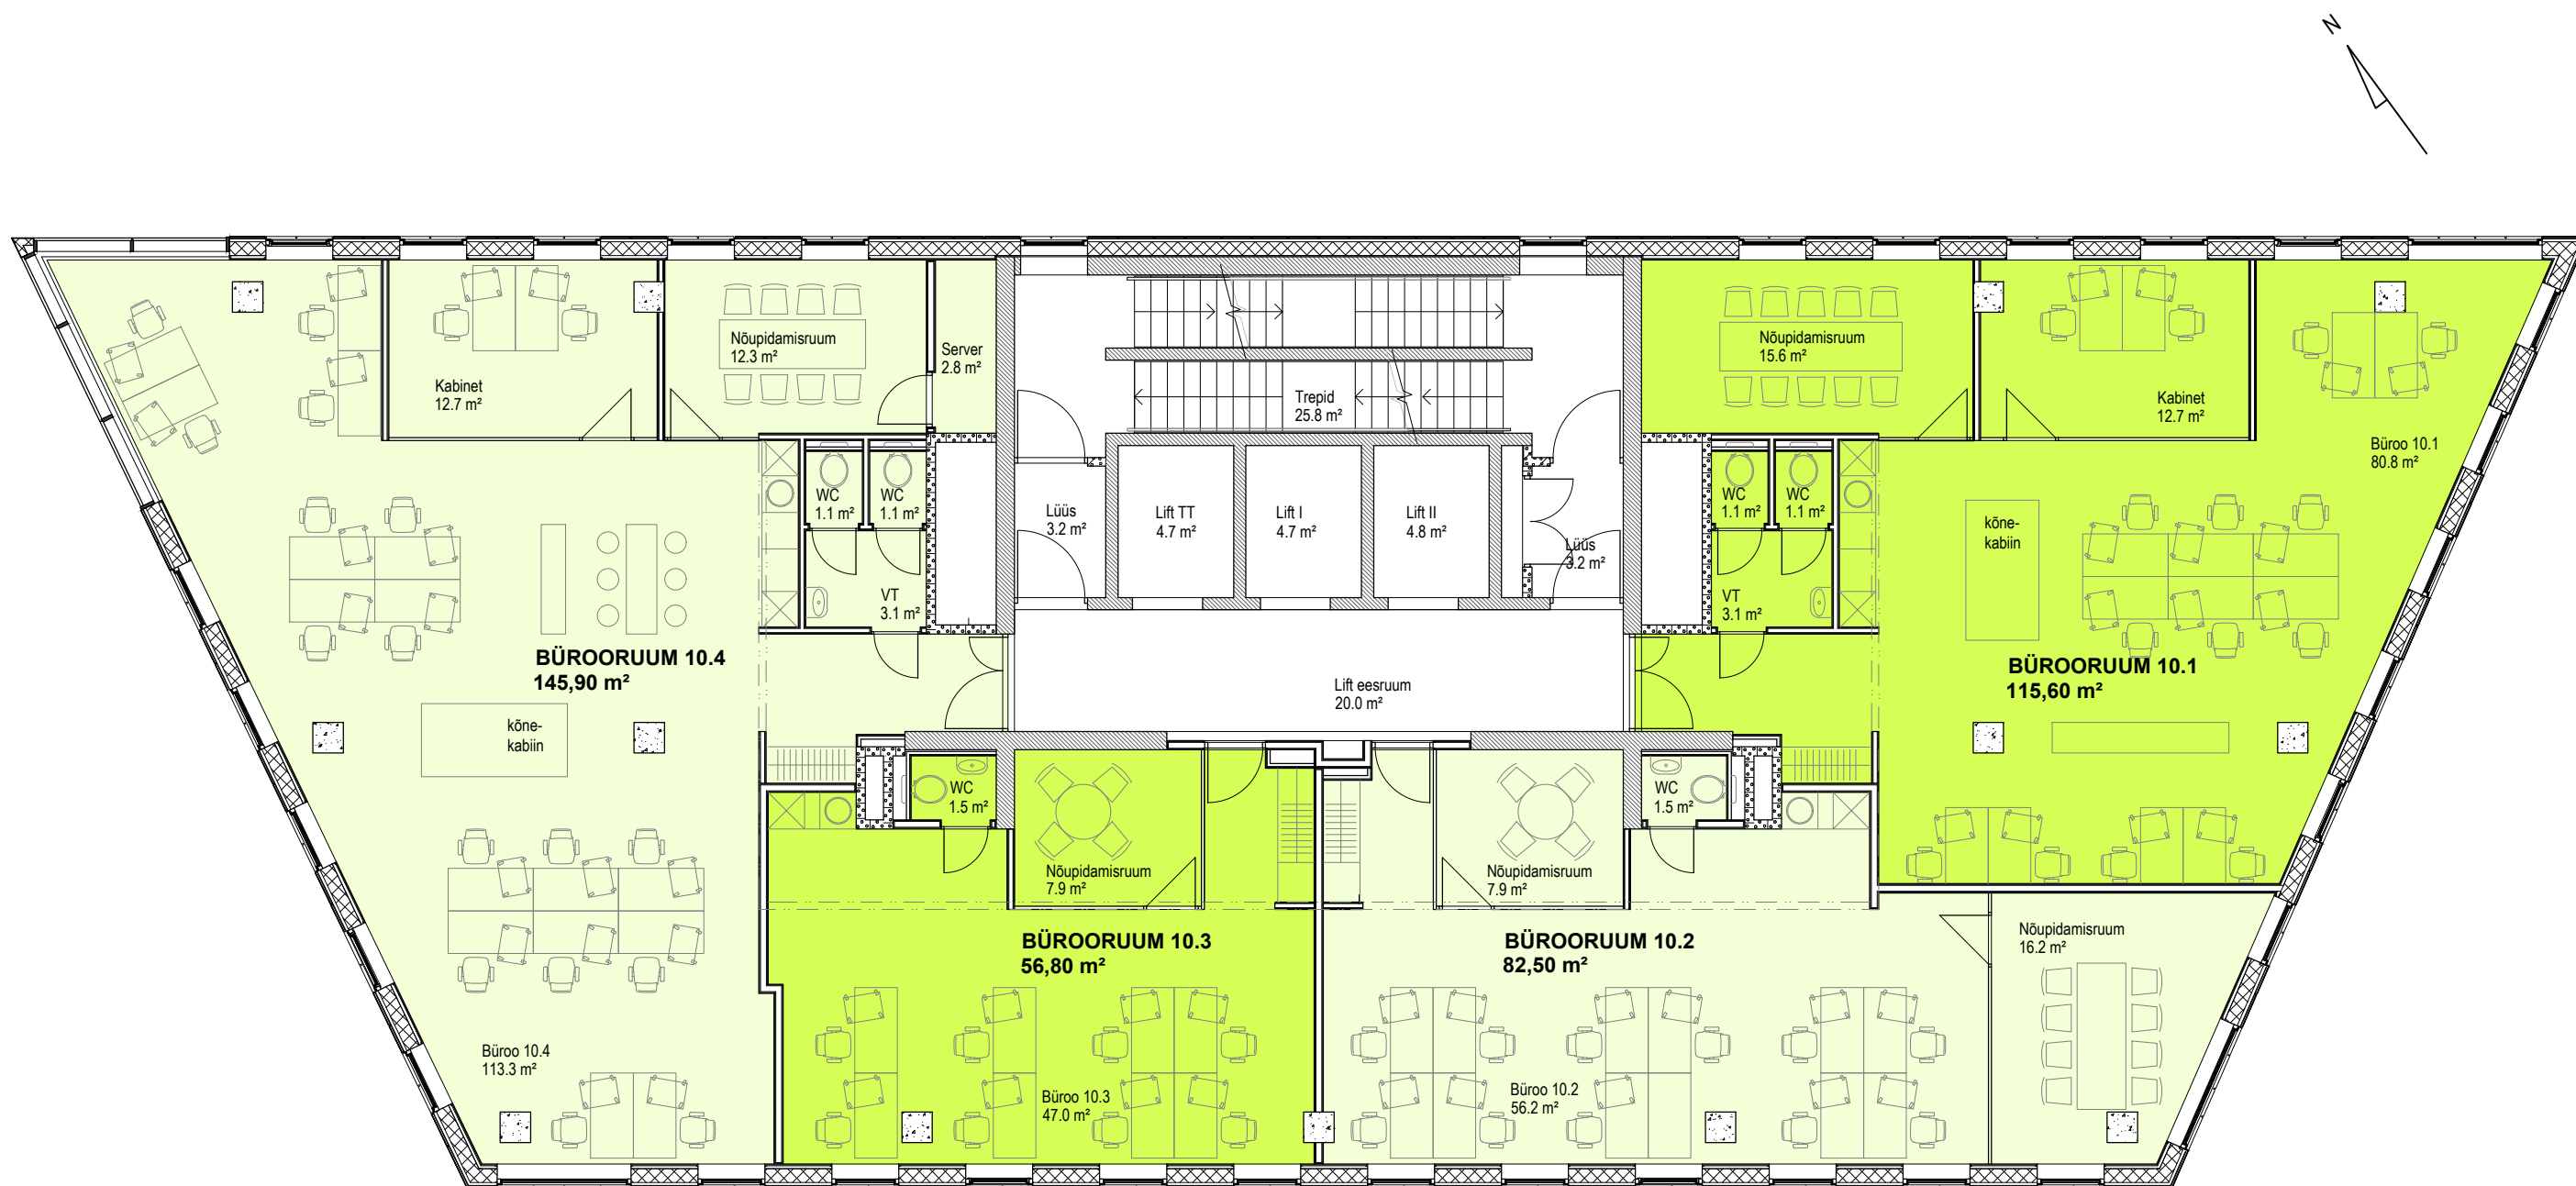 N
Kabinet
12.7 m²
Nõupidamisruum
12.3 m²
Server
2.8 m²
Trepid
25.8 m²
Nõupidamisruum
15.6 m²
Kabinet
12.7 m²
Büroo 10.1
80.8 m²
WC
1.1 m²
WC
1.1 m²
VT
3.1 m²
Lüüs
3.2 m²
Lift TT
4.7 m²
Lift I
4.7 m²
Lift II
4.8 m²
Lüüs
3.2 m²
WC
1.1 m²
WC
1.1 m²
VT
3.1 m²
kõne-
kabiin
BÜROORUUM 10.4
145,90 m²
Lift eesruum
20.0 m²
BÜROORUUM 10.1
115,60 m²
kõne-
kabiin
WC
1.5 m²
Nõupidamisruum
7.9 m²
Nõupidamisruum
7.9 m²
WC
1.5 m²
BÜROORUUM 10.3
56,80 m²
BÜROORUUM 10.2
82,50 m²
Nõupidamisruum
16.2 m²
Büroo 10.4
113.3 m²
Büroo 10.3
47.0 m²
Büroo 10.2
56.2 m²